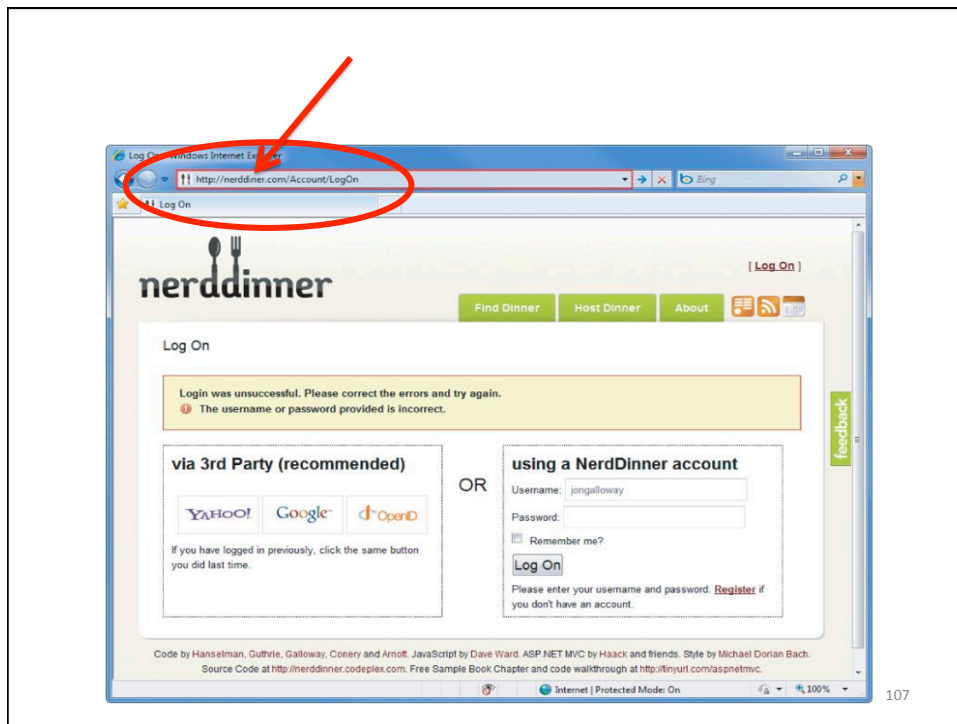 Log On - Windows Internet Explorer
http://nerddiner.com/Account/LogOn
Bing
Log On
nerddinner
[ Log On ]
Find Dinner
Host Dinner
About
Log On
Login was unsuccessful. Please correct the errors and try again.
The username or password provided is incorrect.
feedback
via 3rd Party (recommended)
YAHOO!
Google
OpenID
If you have logged in previously, click the same button
you did last time.
OR
using a NerdDinner account
Username:
jongalloway
Password:
Remember me?
Log On
Please enter your username and password. Register if
you don't have an account.
Code by Hanselman, Guthrie, Galloway, Conery and Arnott. JavaScript by Dave Ward. ASP.NET MVC by Haack and friends. Style by Michael Dorian Bach.
Source Code at http://nerddinner.codeplex.com. Free Sample Book Chapter and code walkthrough at http://tinyurl.com/aspnetmvc.
Internet | Protected Mode: On
100%
107